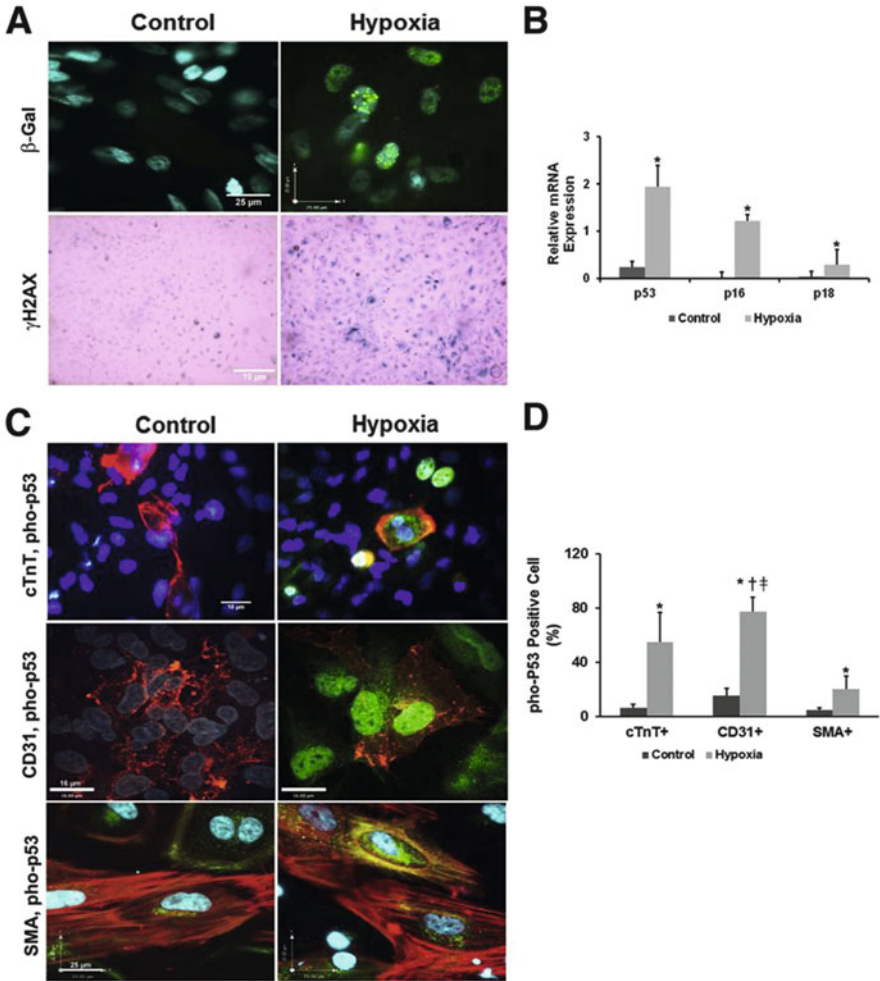 A
Control
Hypoxia
β-Gal
25 μm
γH2AX
B
Relative mRNA
Expression
3
2
1
0
*
*
*
p53
p16
p18
Control
Hypoxia
C
Control
Hypoxia
cTnT, pho-p53
CD31, pho-p53
16 μm
SMA, pho-p53
25 μm
D
pho-P53 Positive Cell
(%)
120
80
40
0
*
* † ‡
*
cTnT+
CD31+
SMA+
Control
Hypoxia